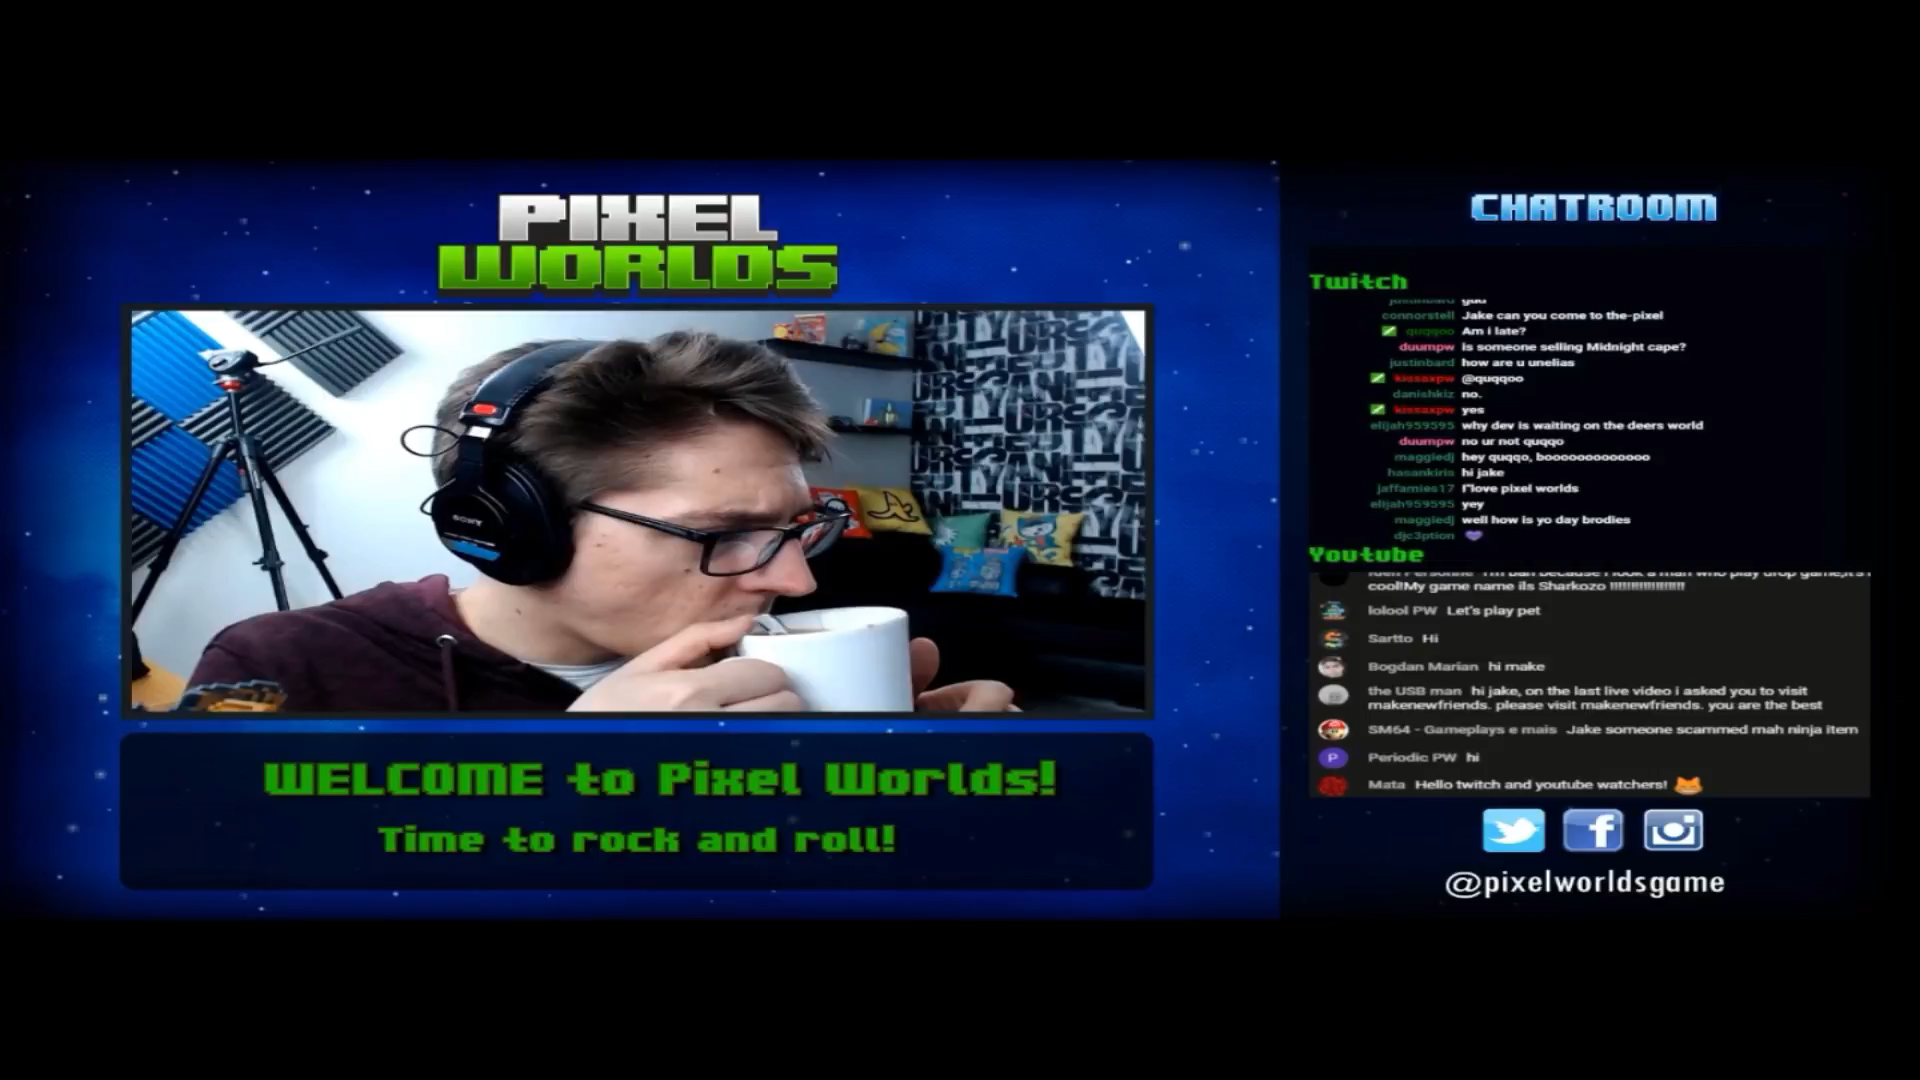 PIXEL
WORLDS
SONY
WELCOME to Pixel Worlds!
Time to rock and roll!
CHATROOM
Twitch
connorstell Jake can you come to the-pixel
quqqoo Am i late?
duumpw is someone selling Midnight cape?
justinbard how are u unelias
kissaxpw @quqqoo
danishkiz no.
kissaxpw yes
elijah959595 why dev is waiting on the deers world
duumpw no ur not quqqo
maggiedj hey quqqo, booooooooooooo
hasankiris hi jake
jaffamies17 I"love pixel worlds
elijah959595 yey
maggiedj well how is yo day brodies
djc3ption 💜
Youtube
cool!My game name ils Sharkozo !!!!!!!!!!!!!!!!!!!!
lolool PW Let's play pet
Sartto Hi
Bogdan Marian hi make
the USB man hi jake, on the last live video i asked you to visit
makenewfriends. please visit makenewfriends. you are the best
SM64 - Gameplays e mais Jake someone scammed mah ninja item
P Periodic PW hi
Mata Hello twitch and youtube watchers!
@pixelworldsgame